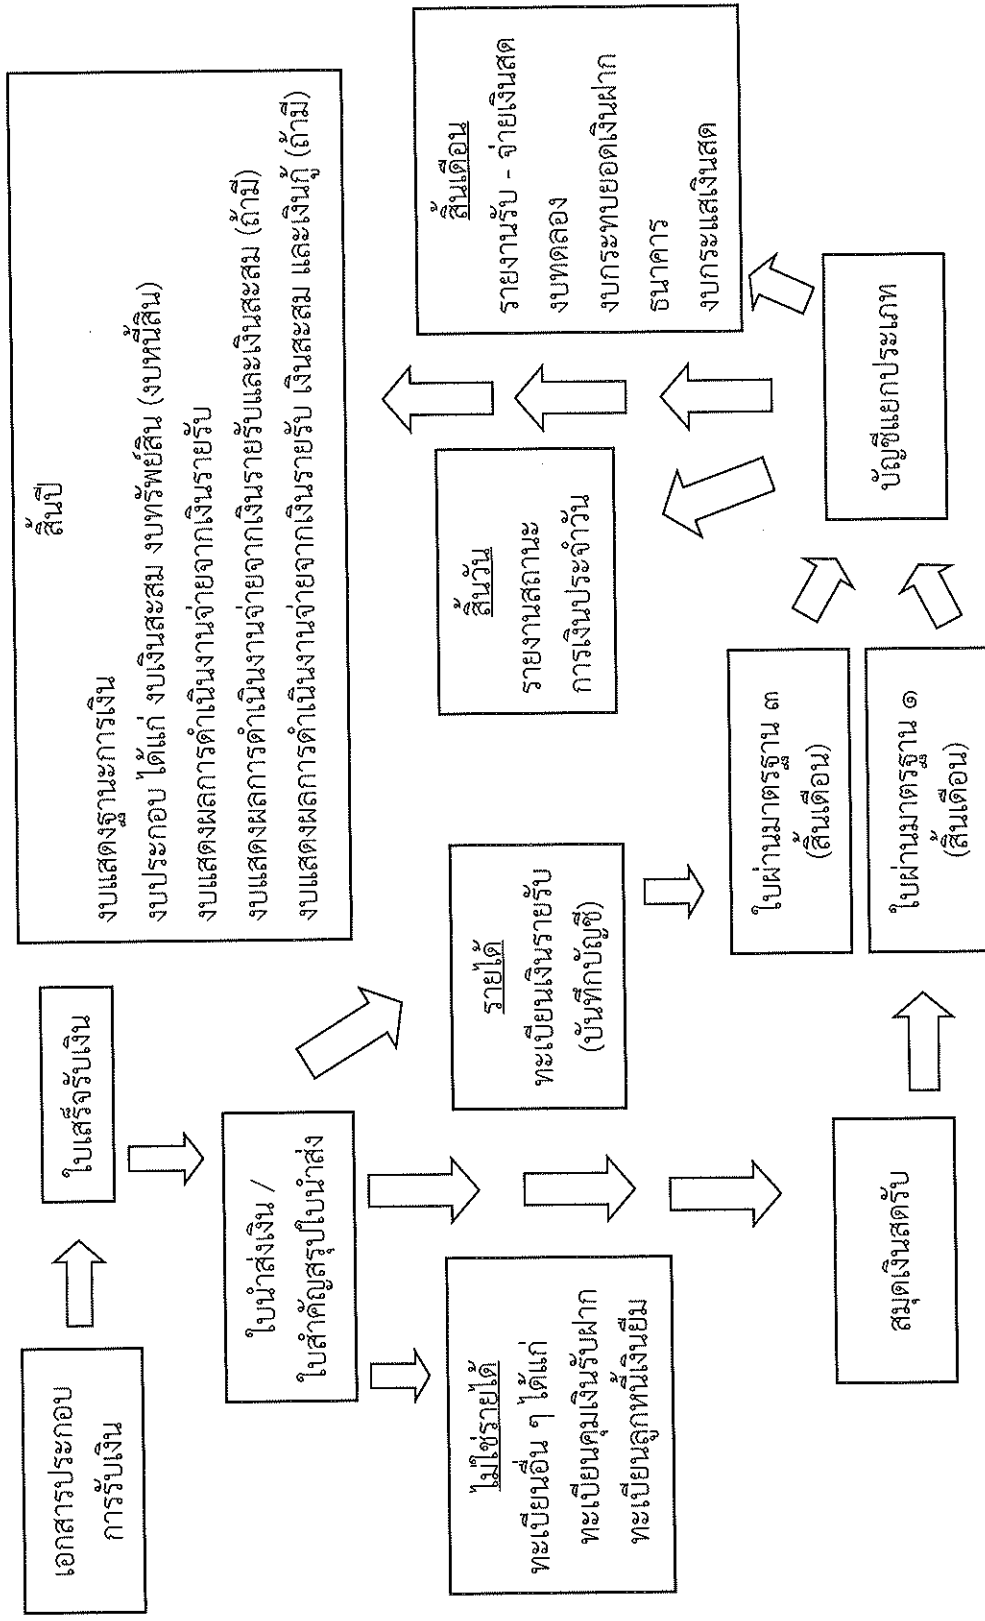 เอกสารประกอบ
การรับเงิน
ใบเสร็จรับเงิน
ใบนำส่งเงิน /
ใบสำคัญสรุปใบนำส่ง
ไม่ใช่รายได้
ทะเบียนอื่น ๆ ได้แก่
ทะเบียนคุมเงินรับฝาก
ทะเบียนลูกหนี้เงินยืม
รายได้
ทะเบียนเงินรายรับ
(บันทึกบัญชี)
สมุดเงินสดรับ
ใบผ่านมาตรฐาน ๓
(สิ้นเดือน)
ใบผ่านมาตรฐาน ๑
(สิ้นเดือน)
บัญชีแยกประเภท
สิ้นวัน
รายงานสถานะ
การเงินประจำวัน
สิ้นเดือน
รายงานรับ - จ่ายเงินสด
งบทดลอง
งบกระทบยอดเงินฝาก
ธนาคาร
งบกระแสเงินสด
สิ้นปี
งบแสดงฐานะการเงิน
งบประกอบ ได้แก่ งบเงินสะสม งบทรัพย์สิน (งบหนี้สิน)
งบแสดงผลการดำเนินงานจ่ายจากเงินรายรับ
งบแสดงผลการดำเนินงานจ่ายจากเงินรายรับและเงินสะสม (ถ้ามี)
งบแสดงผลการดำเนินงานจ่ายจากเงินรายรับ เงินสะสม และเงินกู้ (ถ้ามี)